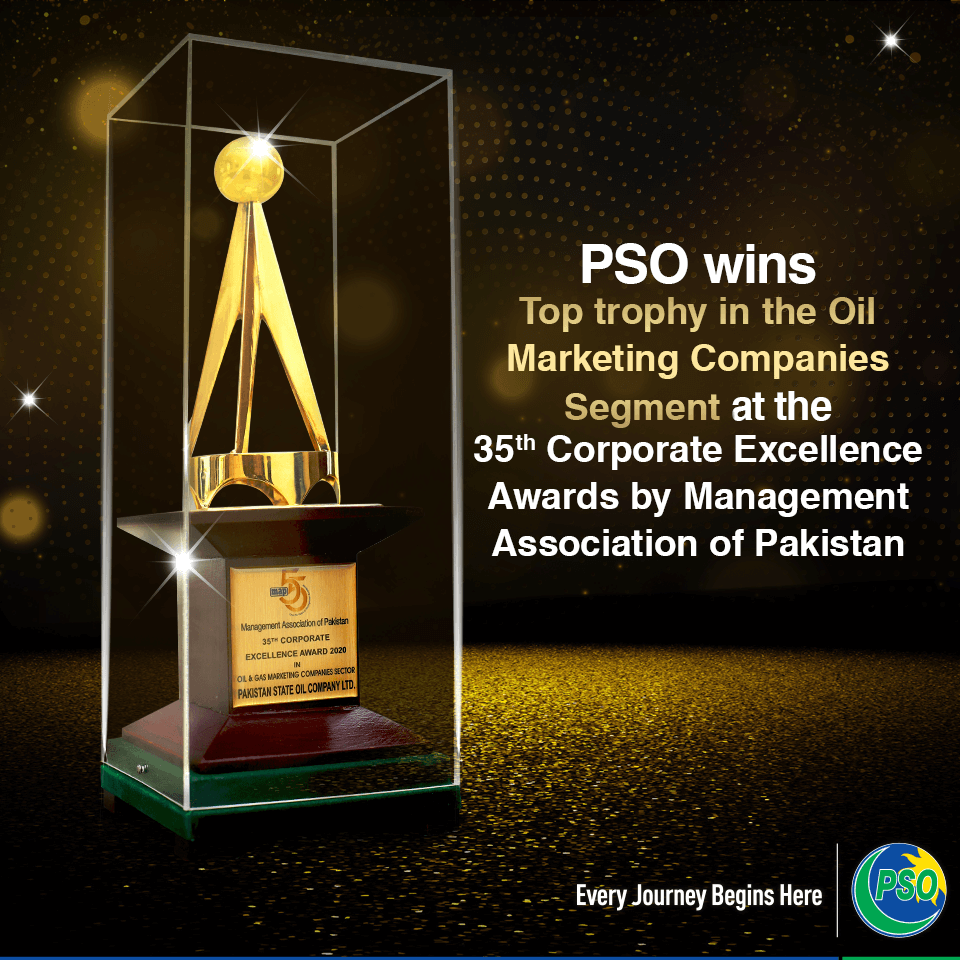 PSO wins
Top trophy in the Oil
Marketing Companies
Segment at the
35th Corporate Excellence
Awards by Management
Association of Pakistan
map
55
Management Association of Pakistan
35TH CORPORATE
EXCELLENCE AWARD 2020
IN
OIL & GAS MARKETING COMPANIES SECTOR
PAKISTAN STATE OIL COMPANY LTD.
Every Journey Begins Here
PSO